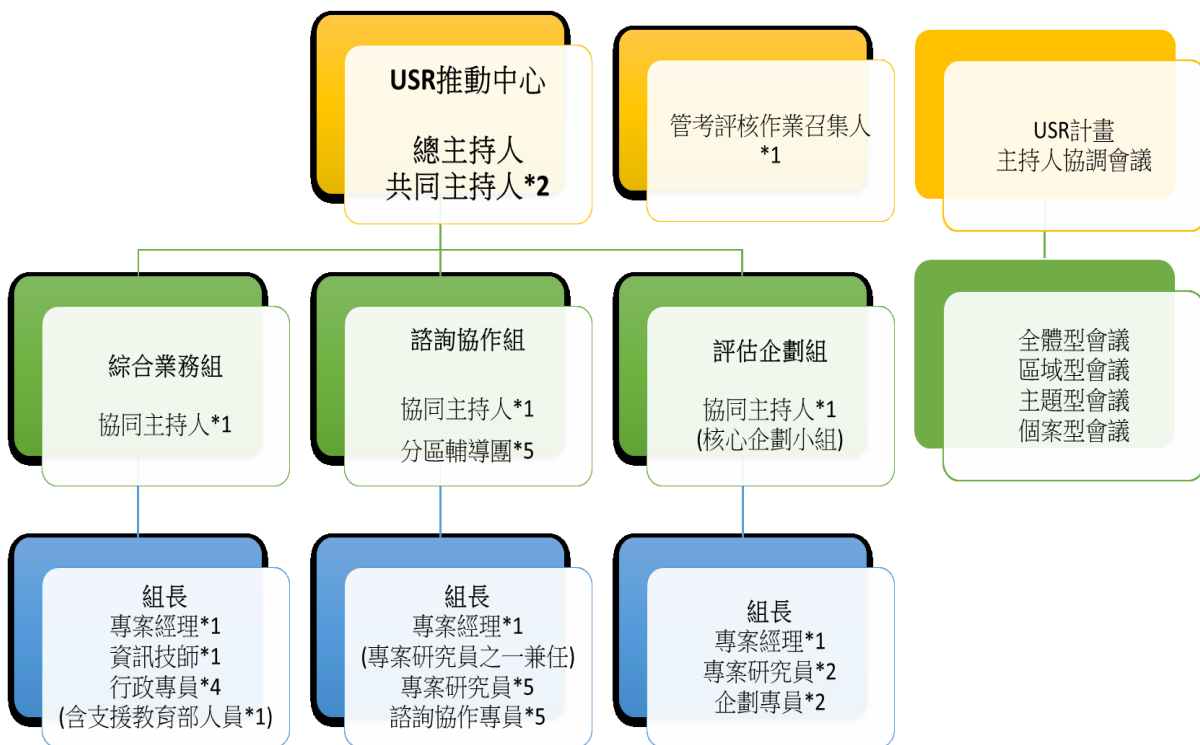 USR推動中心
總主持人
共同主持人*2
管考評核作業召集人
*1
USR計畫
主持人協調會議
綜合業務組
協同主持人*1
諮詢協作組
協同主持人*1
分區輔導團*5
評估企劃組
協同主持人*1
(核心企劃小組)
全體型會議
區域型會議
主題型會議
個案型會議
組長
專案經理*1
資訊技師*1
行政專員*4
(含支援教育部人員*1)
組長
專案經理*1
(專案研究員之一兼任)
專案研究員*5
諮詢協作專員*5
組長
專案經理*1
專案研究員*2
企劃專員*2